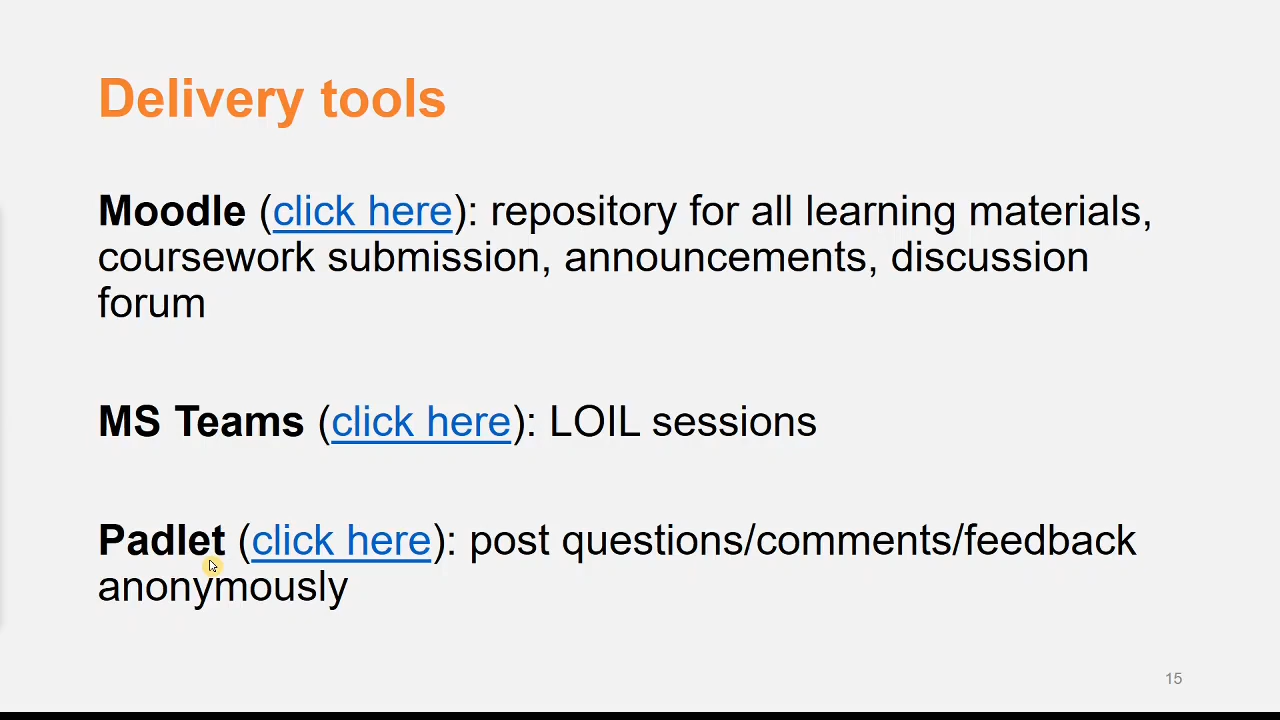 Delivery tools
Moodle (click here): repository for all learning materials,
coursework submission, announcements, discussion
forum
MS Teams (click here): LOIL sessions
Padlet (click here): post questions/comments/feedback
anonymously
15